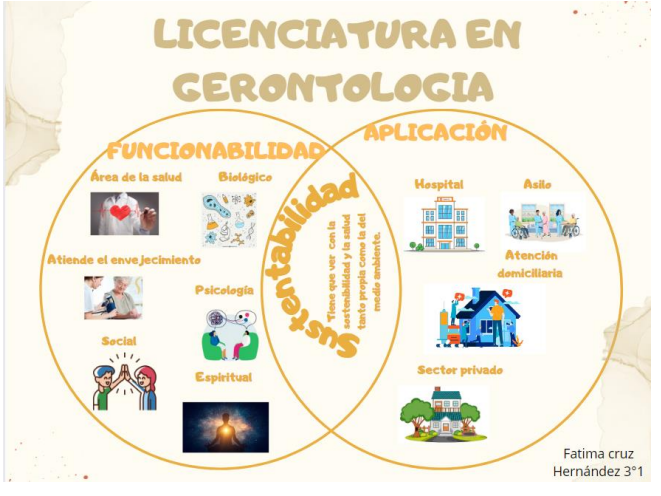 LICENCIATURA EN
GERONTOLOGIA
FUNCIONABILIDAD
Área de la salud
Biológico
Atiende el envejecimiento
Psicología
Social
Espiritual
Sustentabilidad
Tiene que ver con la
sostenibilidad y la salud
tanto propia como la del
medio ambiente.
APLICACIÓN
Hospital
Asilo
Atención
domiciliaria
Sector privado
Fatima cruz
Hernández 3°1